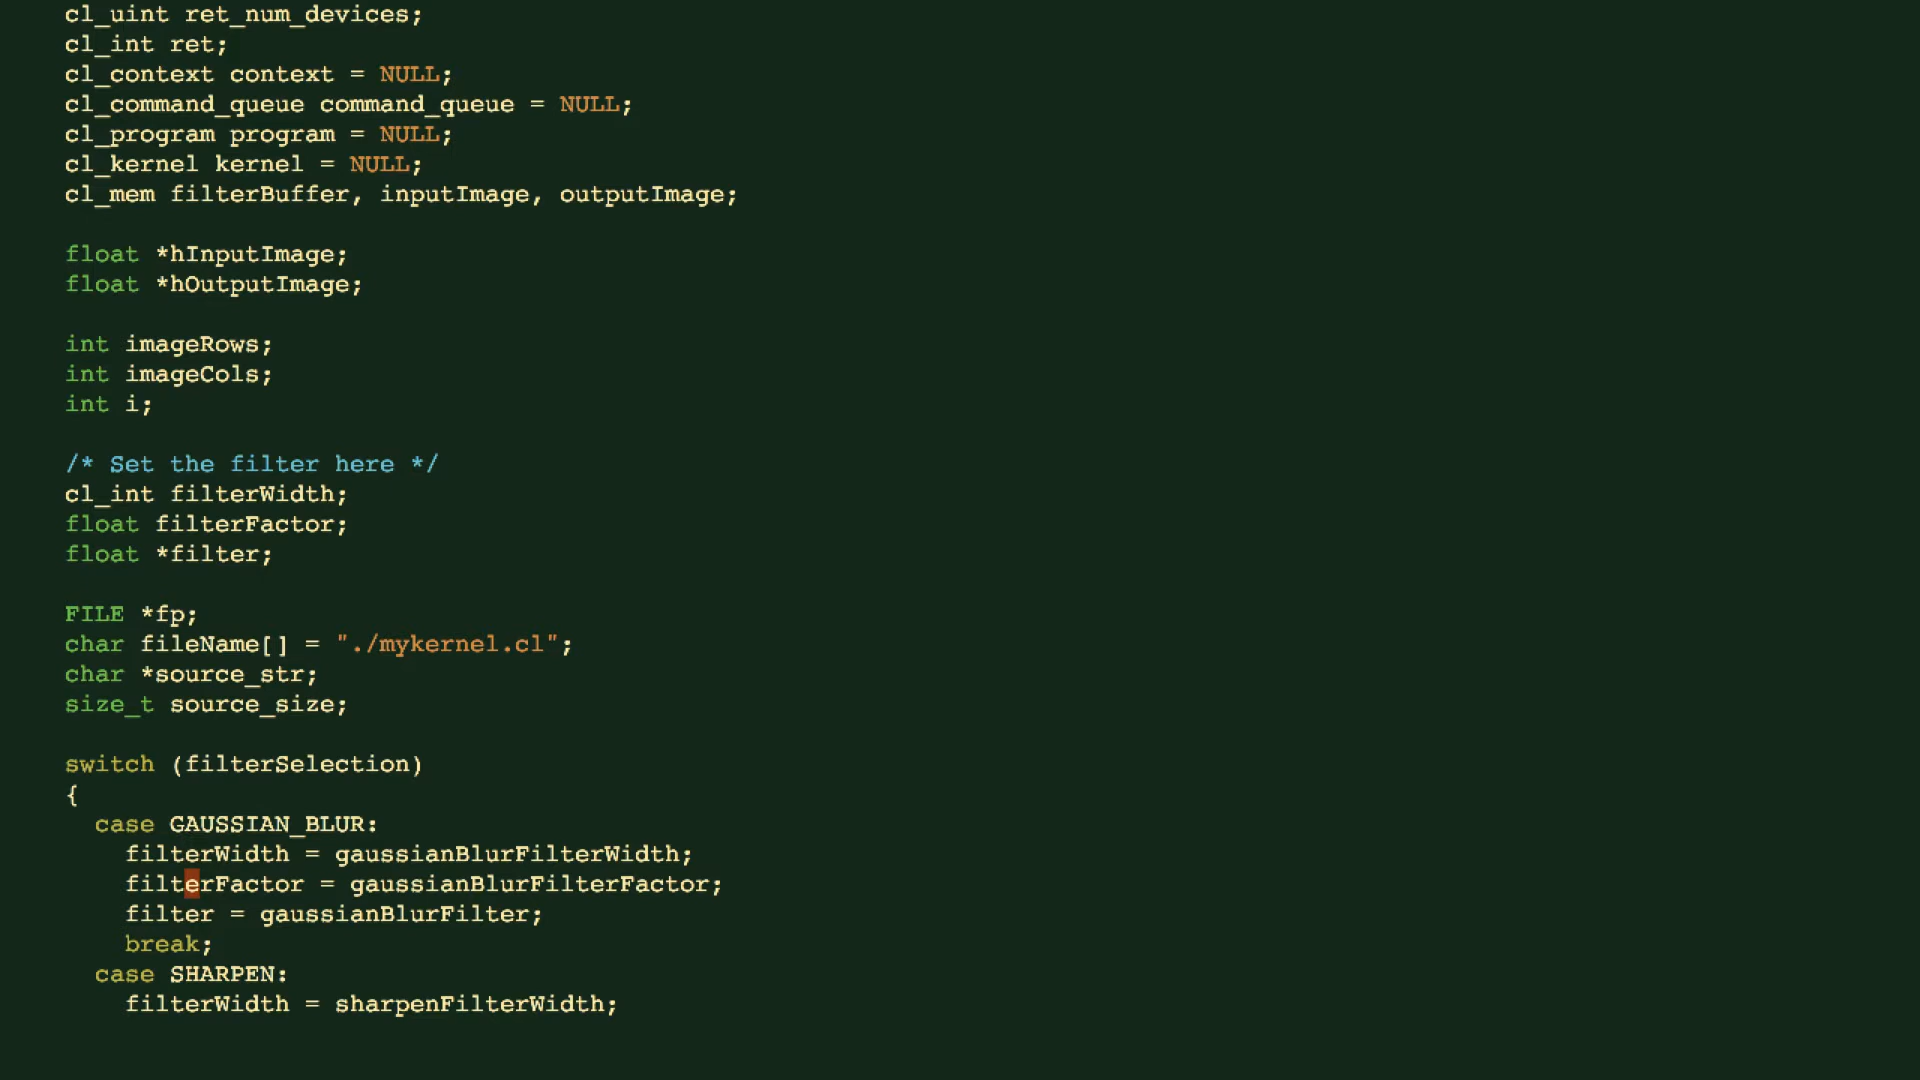 cl_uint ret_num_devices;
cl_int ret;
cl_context context = NULL;
cl_command_queue command_queue = NULL;
cl_program program = NULL;
cl_kernel kernel = NULL;
cl_mem filterBuffer, inputImage, outputImage;
float *hInputImage;
float *hOutputImage;
int imageRows;
int imageCols;
int i;
/* Set the filter here */
cl_int filterWidth;
float filterFactor;
float *filter;
FILE *fp;
char fileName[] = "./mykernel.cl";
char *source_str;
size_t source_size;
switch (filterSelection)
{
case GAUSSIAN_BLUR:
filterWidth = gaussianBlurFilterWidth;
filterFactor = gaussianBlurFilterFactor;
filter = gaussianBlurFilter;
break;
case SHARPEN:
filterWidth = sharpenFilterWidth;